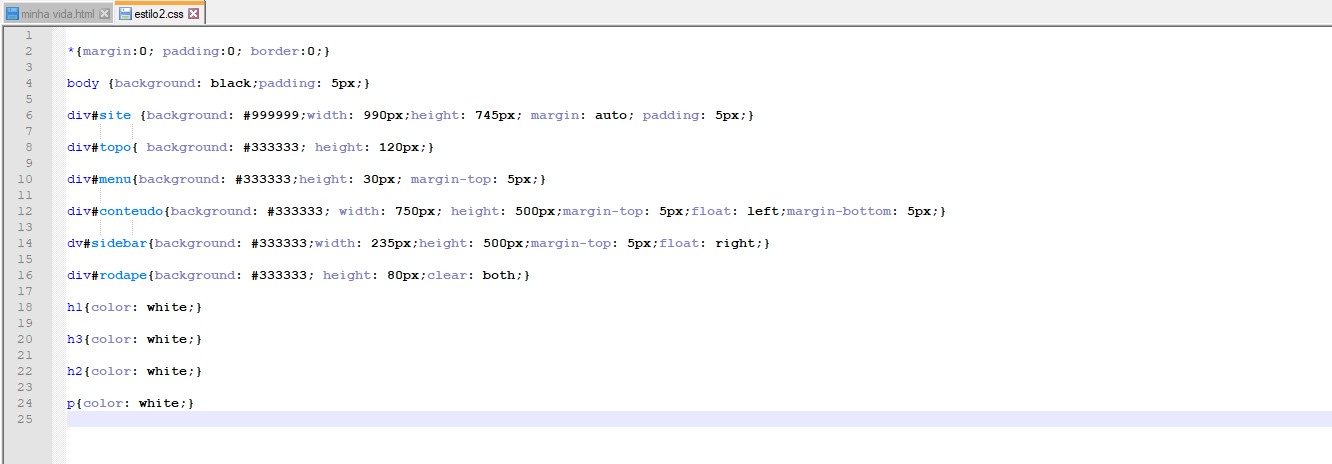 minha vida.html estilo2.css
1
2 *{margin:0; padding:0; border:0;}
3
4 body {background: black;padding: 5px;}
5
6 div#site {background: #999999;width: 990px;height: 745px; margin: auto; padding: 5px;}
7
8 div#topo{ background: #333333; height: 120px;}
9
10 div#menu{background: #333333;height: 30px; margin-top: 5px;}
11
12 div#conteudo{background: #333333; width: 750px; height: 500px;margin-top: 5px;float: left;margin-bottom: 5px;}
13
14 dv#sidebar{background: #333333;width: 235px;height: 500px;margin-top: 5px;float: right;}
15
16 div#rodape{background: #333333; height: 80px;clear: both;}
17
18 h1{color: white;}
19
20 h3{color: white;}
21
22 h2{color: white;}
23
24 p{color: white;}
25